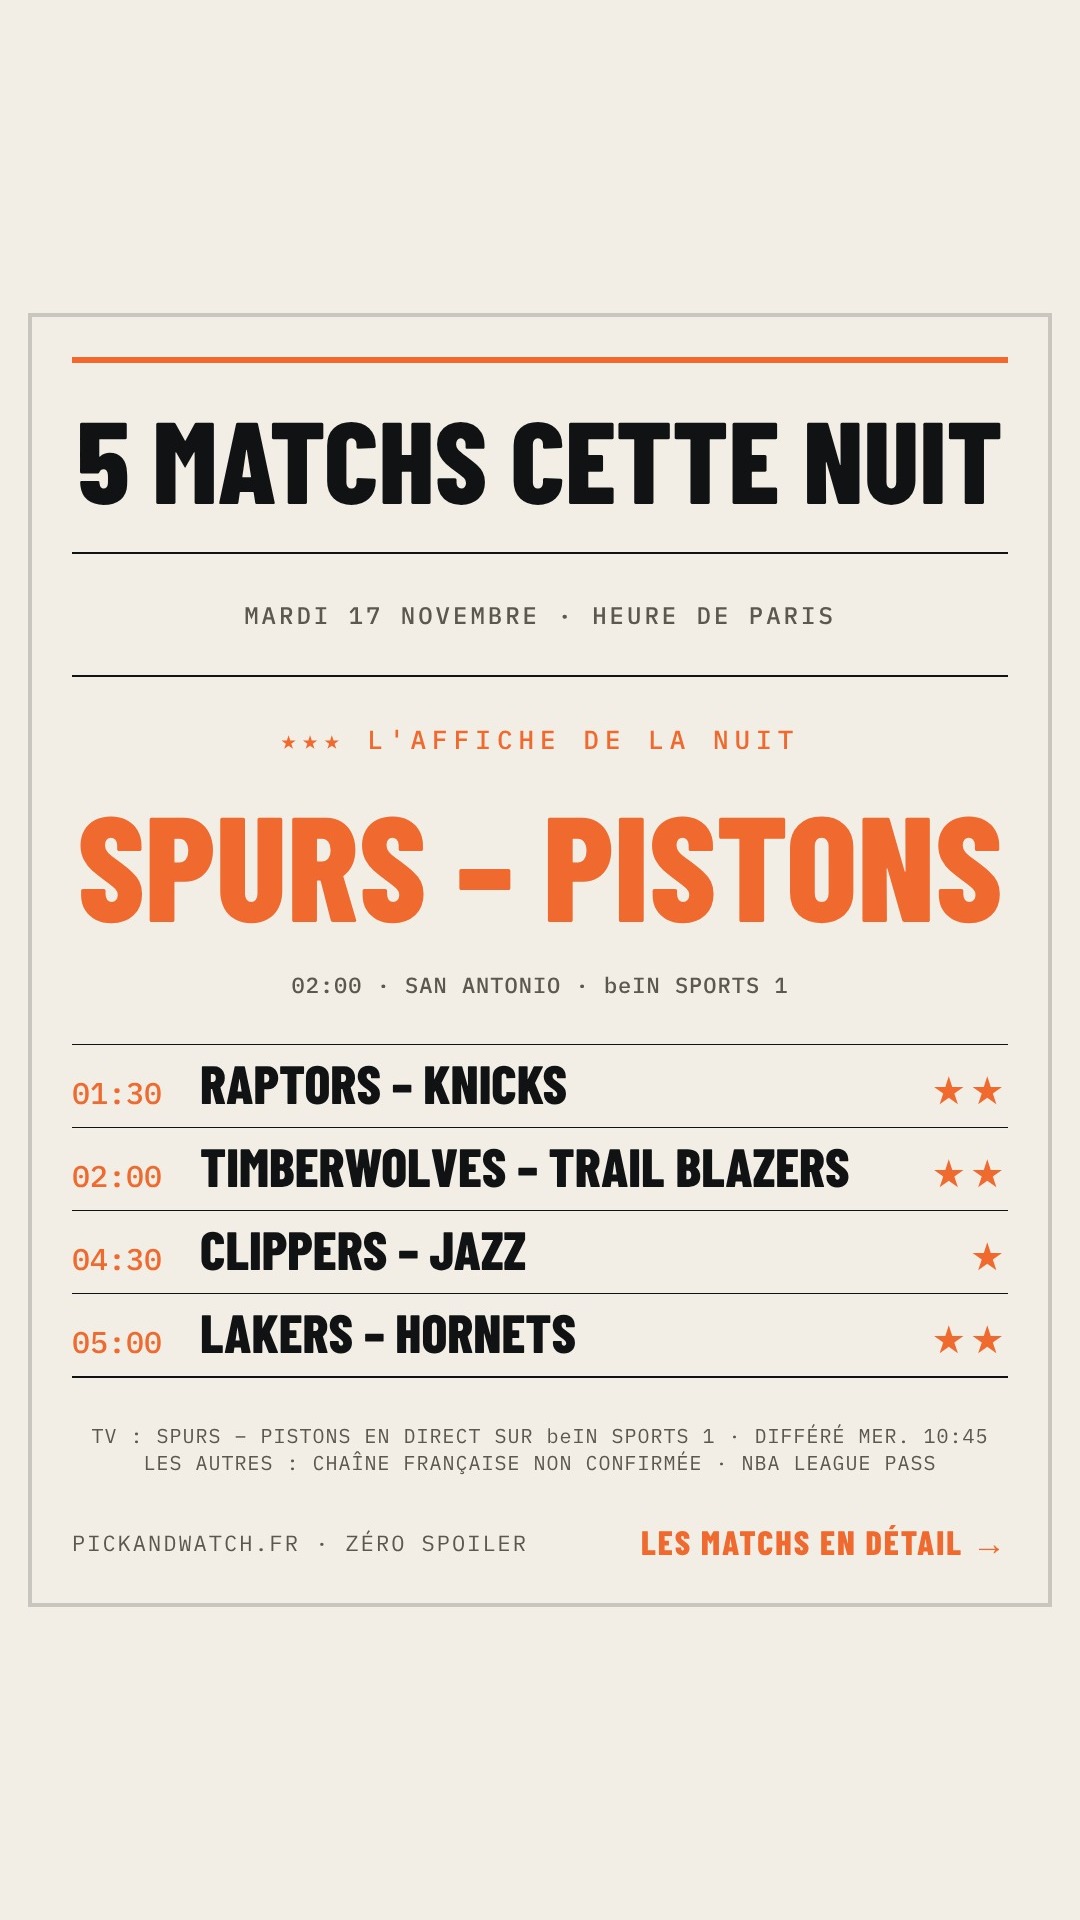 5 MATCHS CETTE NUIT
MARDI 17 NOVEMBRE · HEURE DE PARIS
★★★ L'AFFICHE DE LA NUIT
SPURS – PISTONS
02:00 · SAN ANTONIO · beIN SPORTS 1
01:30 RAPTORS – KNICKS ★★
02:00 TIMBERWOLVES – TRAIL BLAZERS ★★
04:30 CLIPPERS – JAZZ ★
05:00 LAKERS – HORNETS ★★
TV : SPURS – PISTONS EN DIRECT SUR beIN SPORTS 1 · DIFFÉRÉ MER. 10:45
LES AUTRES : CHAÎNE FRANÇAISE NON CONFIRMÉE · NBA LEAGUE PASS
PICKANDWATCH.FR · ZÉRO SPOILER LES MATCHS EN DÉTAIL →